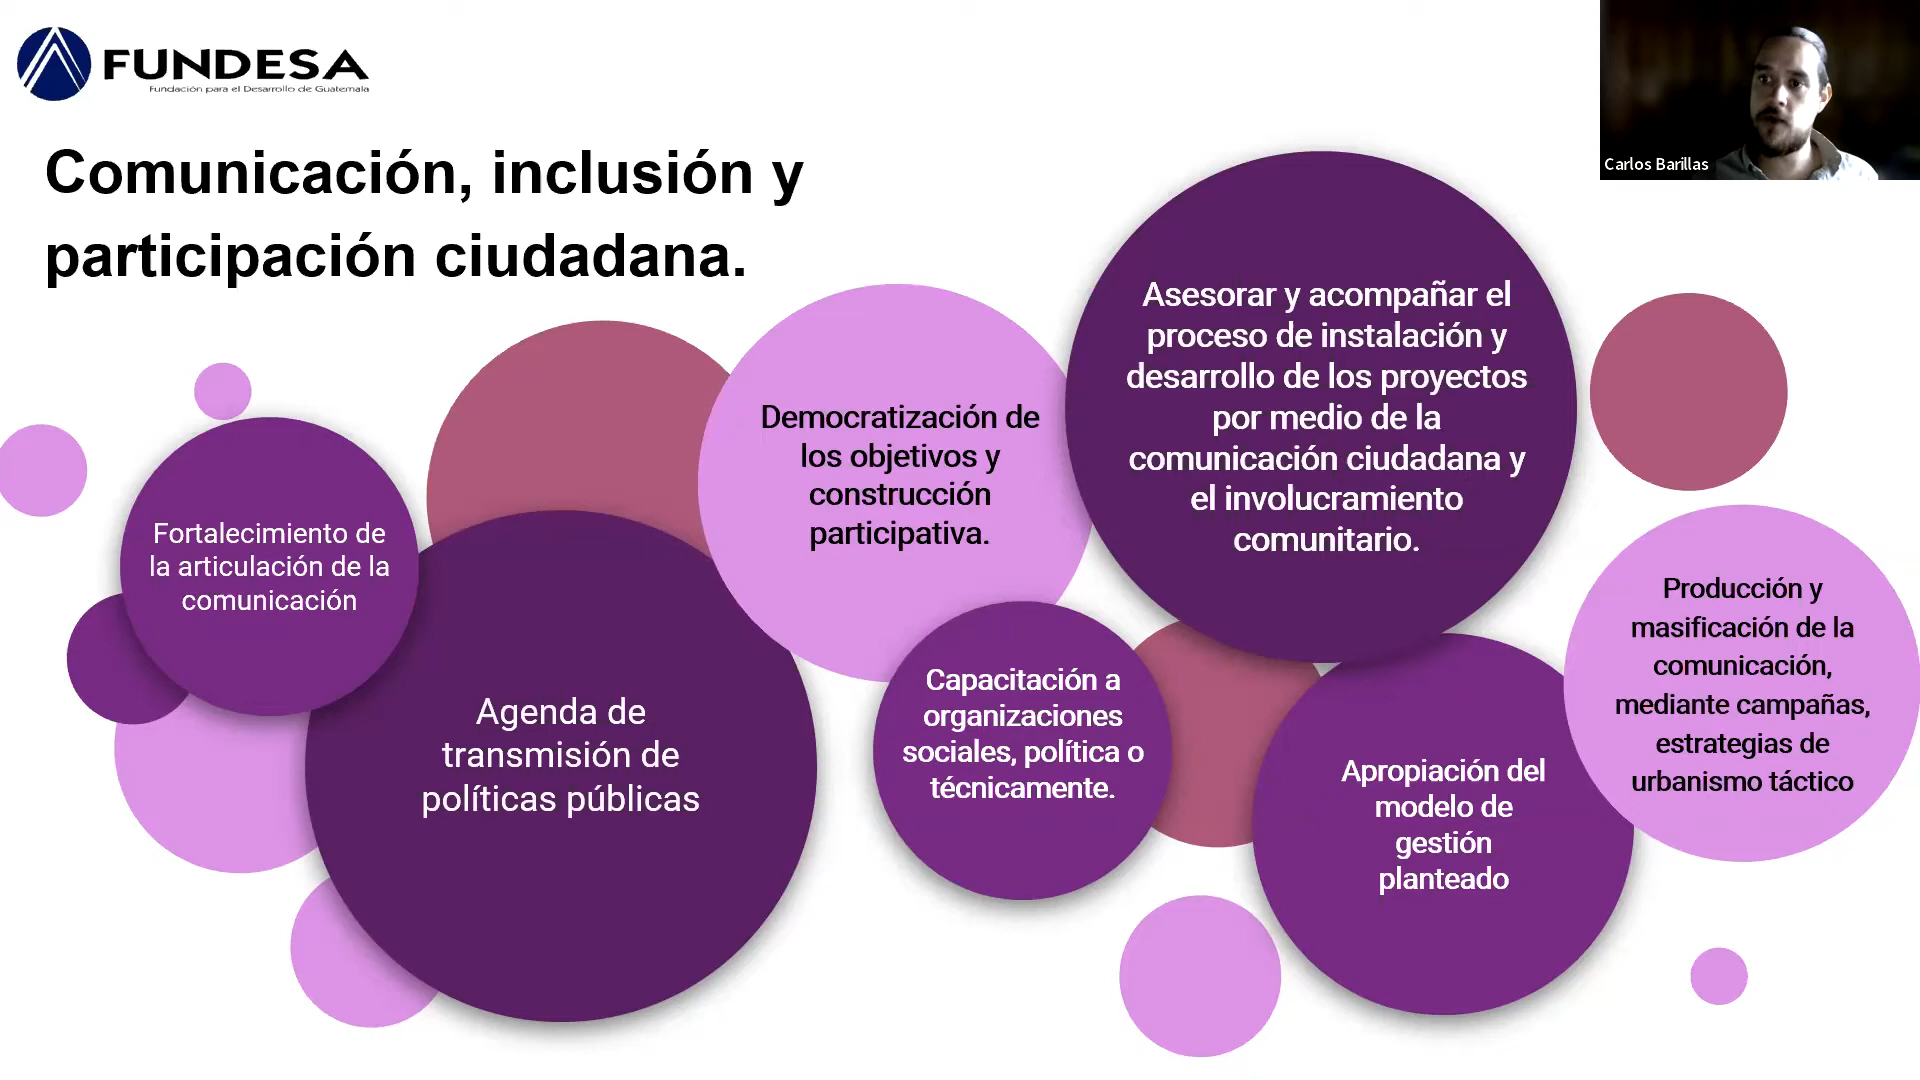 FUNDESA
Fundación para el Desarrollo de Guatemala
Carlos Barillas
Comunicación, inclusión y
participación ciudadana.
Fortalecimiento de
la articulación de la
comunicación
Agenda de
transmisión de
políticas públicas
Democratización de
los objetivos y
construcción
participativa.
Capacitación a
organizaciones
sociales, política o
técnicamente.
Asesorar y acompañar el
proceso de instalación y
desarrollo de los proyectos
por medio de la
comunicación ciudadana y
el involucramiento
comunitario.
Apropiación del
modelo de
gestión
planteado
Producción y
masificación de la
comunicación,
mediante campañas,
estrategias de
urbanismo táctico